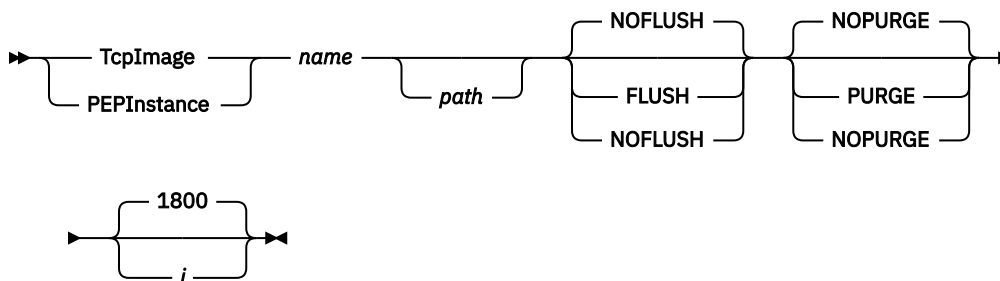 NOFLUSH NOPURGE
TcpImage name
PEPInstance path FLUSH PURGE
NOFLUSH NOPURGE
1800
i